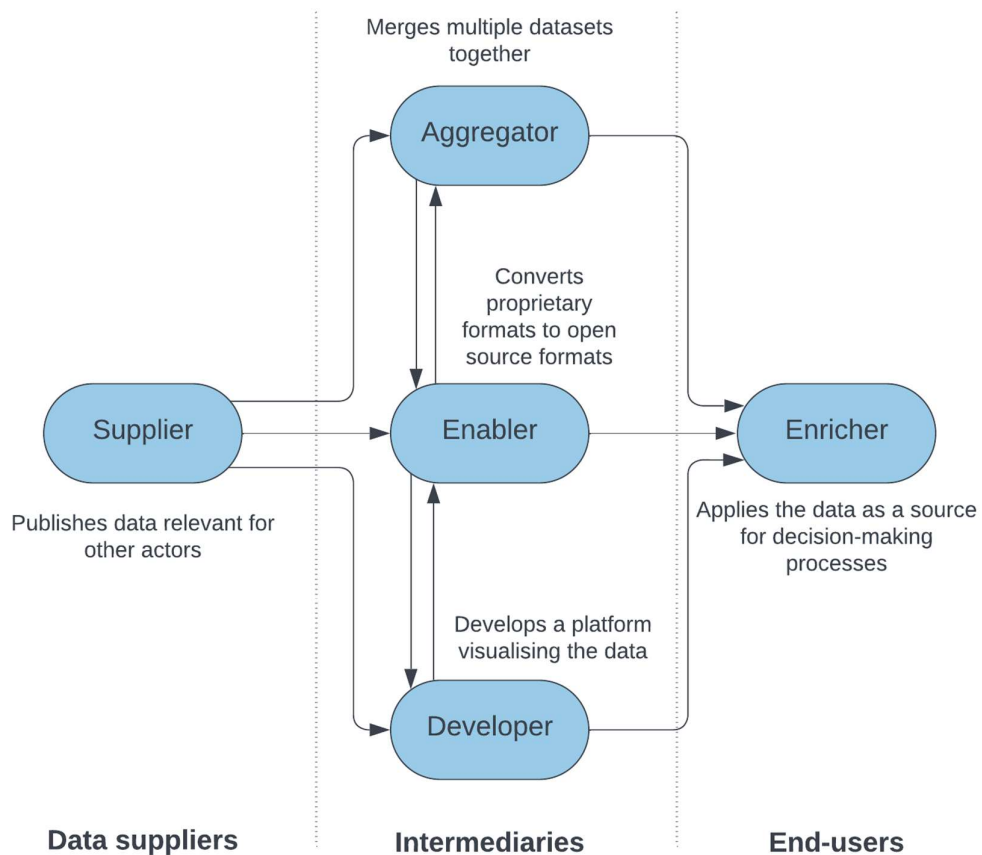 Merges multiple datasets
together
Aggregator
Converts
proprietary
formats to open
source formats
Supplier
Enabler
Enricher
Publishes data relevant for
other actors
Applies the data as a source
for decision-making
processes
Develops a platform
visualising the data
Developer
Data suppliers
Intermediaries
End-users